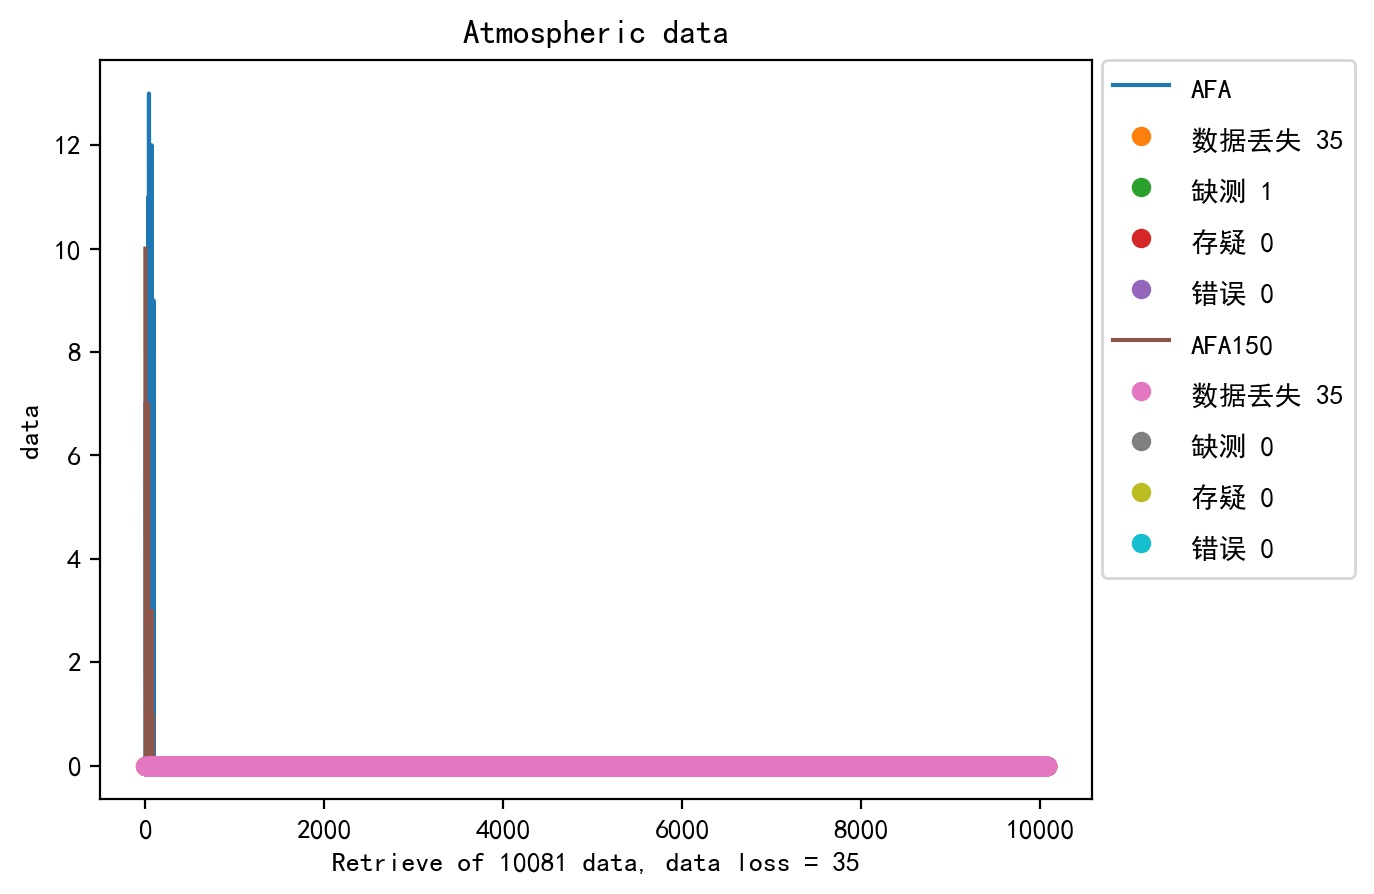 Atmospheric data
data
12
10
8
6
4
2
0
0 2000 4000 6000 8000 10000
Retrieve of 10081 data, data loss = 35
AFA
数据丢失 35
缺测 1
存疑 0
错误 0
AFA150
数据丢失 35
缺测 0
存疑 0
错误 0